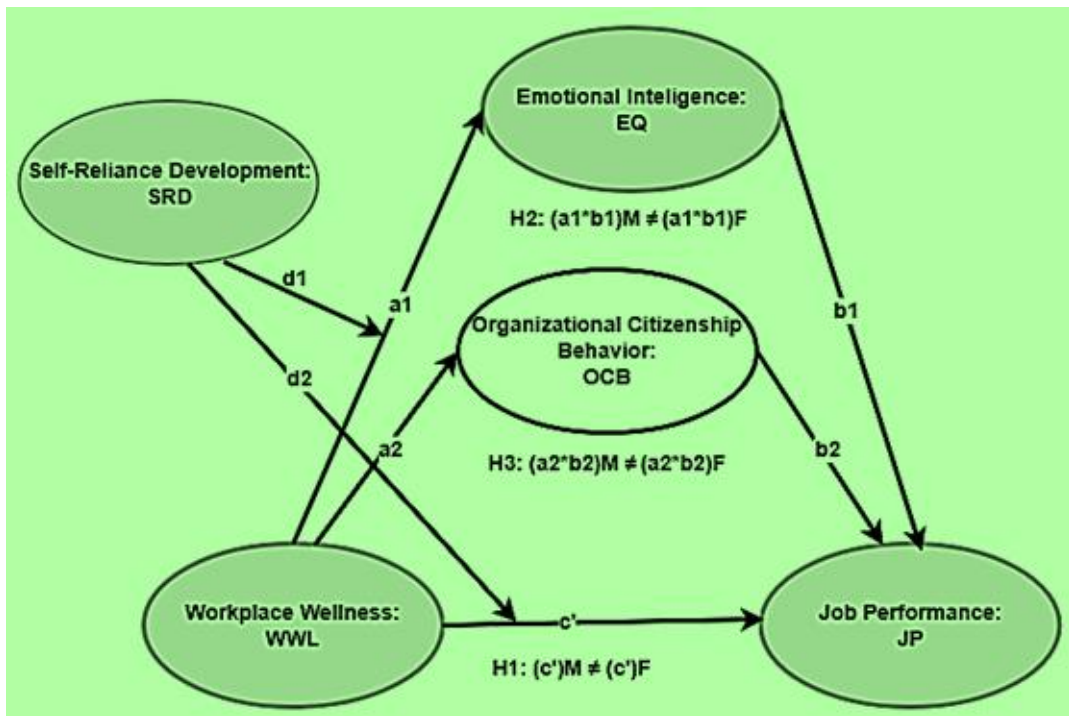 Emotional Inteligence:
EQ
Self-Reliance Development:
SRD
H2: (a1*b1)M ≠ (a1*b1)F
d1
a1
b1
Organizational Citizenship
Behavior:
OCB
d2
a2
b2
H3: (a2*b2)M ≠ (a2*b2)F
Workplace Wellness:
WWL
c'
Job Performance:
JP
H1: (c')M ≠ (c')F